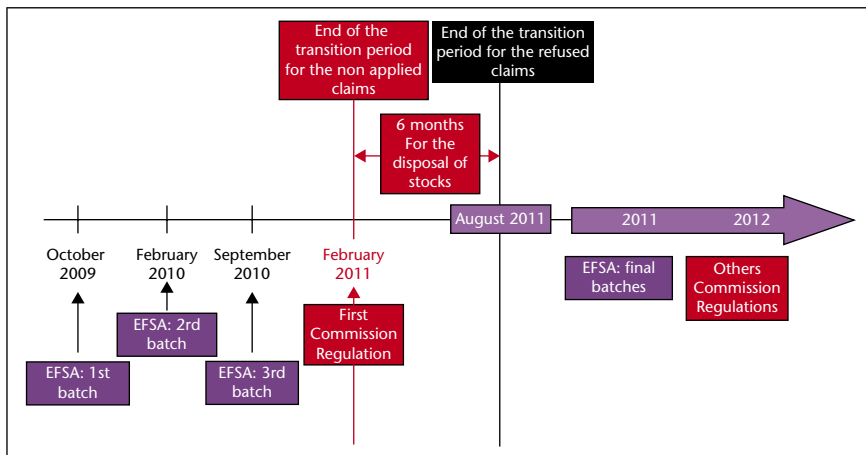 End of the
transition period
for the non applied
claims
End of the transition
period for the refused
claims
6 months
For the
disposal of
stocks
August 2011
2011
2012
October
2009
February
2010
September
2010
February
2011
EFSA: final
batches
Others
Commission
Regulations
First
Commission
Regulation
EFSA: 2rd
batch
EFSA: 1st
batch
EFSA: 3rd
batch